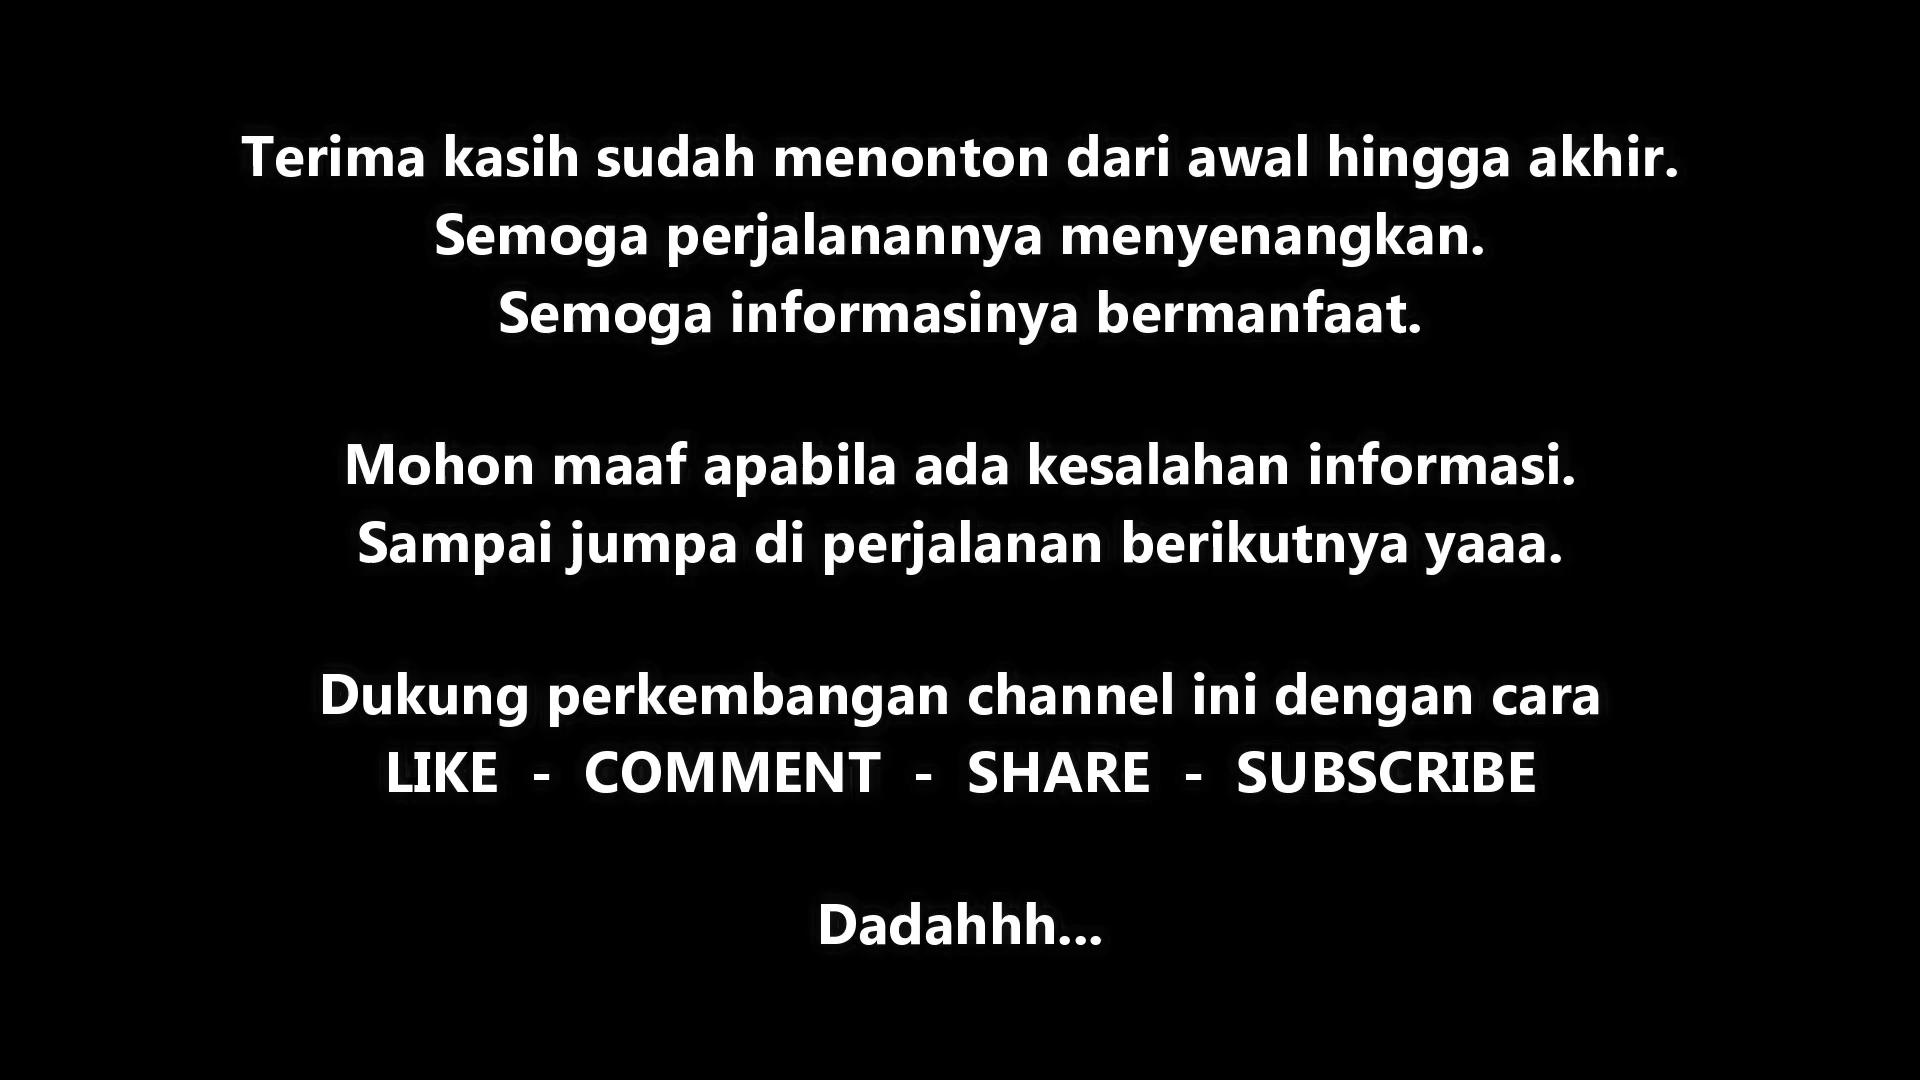 Terima kasih sudah menonton dari awal hingga akhir.
Semoga perjalanannya menyenangkan.
Semoga informasinya bermanfaat.
Mohon maaf apabila ada kesalahan informasi.
Sampai jumpa di perjalanan berikutnya yaaa.
Dukung perkembangan channel ini dengan cara
LIKE - COMMENT - SHARE - SUBSCRIBE
Dadahhh...